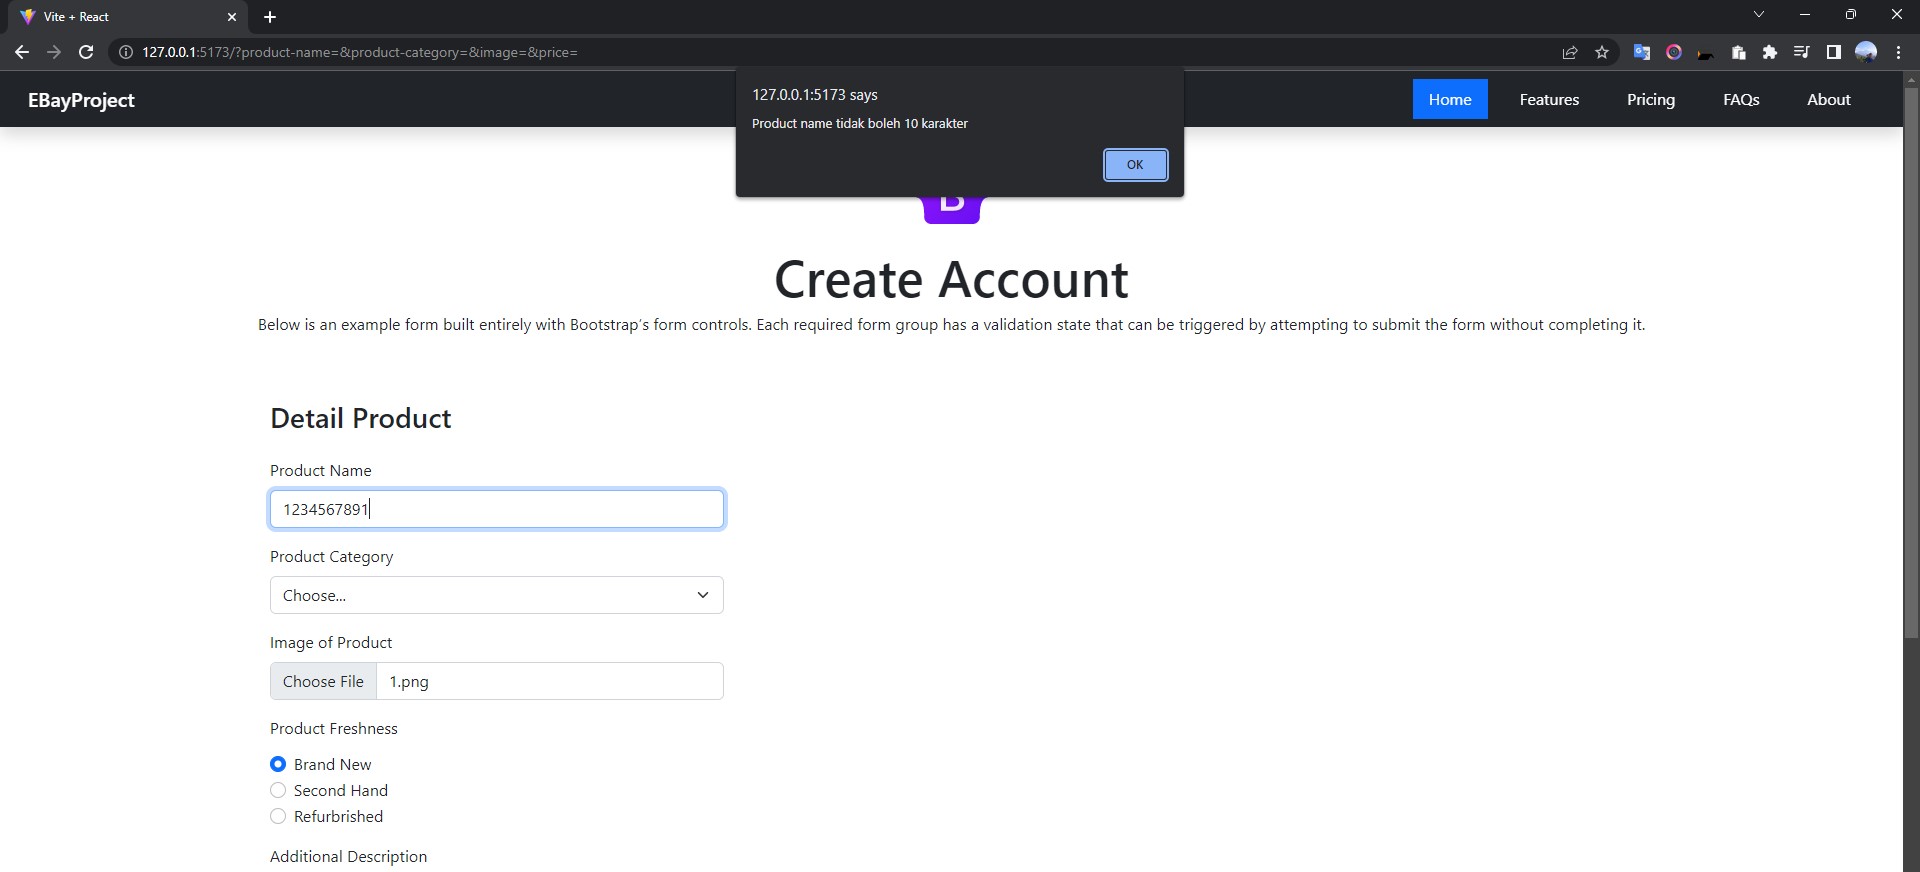 Vite + React
127.0.0.1:5173/?product-name=&product-category=&image=&price=
EBayProject
Home
Features
Pricing
FAQs
About
127.0.0.1:5173 says
Product name tidak boleh 10 karakter
OK
B
Create Account
Below is an example form built entirely with Bootstrap's form controls. Each required form group has a validation state that can be triggered by attempting to submit the form without completing it.
Detail Product
Product Name
1234567891
Product Category
Choose...
Image of Product
Choose File
1.png
Product Freshness
Brand New
Second Hand
Refurbrished
Additional Description